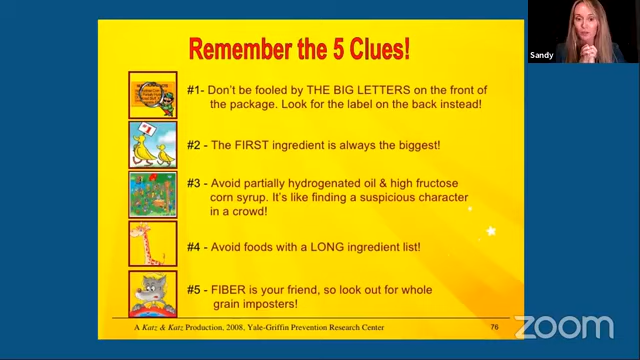 Remember the 5 Clues!
Sandy
#1- Don't be fooled by THE BIG LETTERS on the front of
the package. Look for the label on the back instead!
#1
#2 - The FIRST ingredient is always the biggest!
#3 - Avoid partially hydrogenated oil & high fructose
corn syrup. It's like finding a suspicious character
in a crowd!
#4 - Avoid foods with a LONG ingredient list!
#5 - FIBER is your friend, so look out for whole
grain imposters!
A Katz & Katz Production, 2008, Yale-Griffin Prevention Research Center
76
zoom